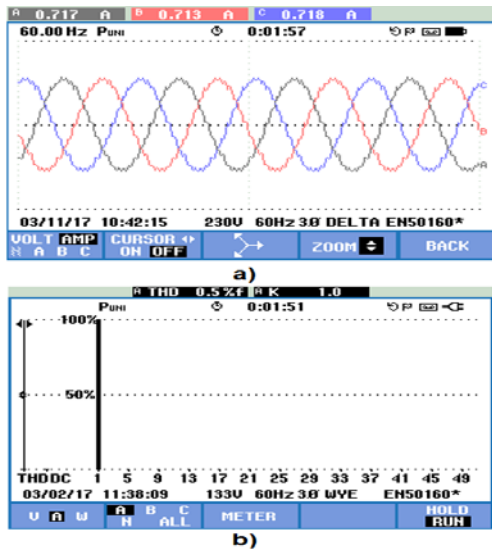 A 0.717 A B 0.713 A C 0.718 A
60.00 Hz PUNI 0:01:57
C
B
A
03/11/17 10:42:15 230V 60Hz 3Ø DELTA EN50160*
VOLT AMP CURSOR ZOOM BACK
N A B C ON OFF
a)
A THD 0.5 %f A K 1.0
PUNI 0:01:51
100%
50%
THD DC 1 5 9 13 17 21 25 29 33 37 41 45 49
03/02/17 11:38:09 133V 60Hz 3Ø WYE EN50160*
V A W A B C METER HOLD
N ALL RUN
b)